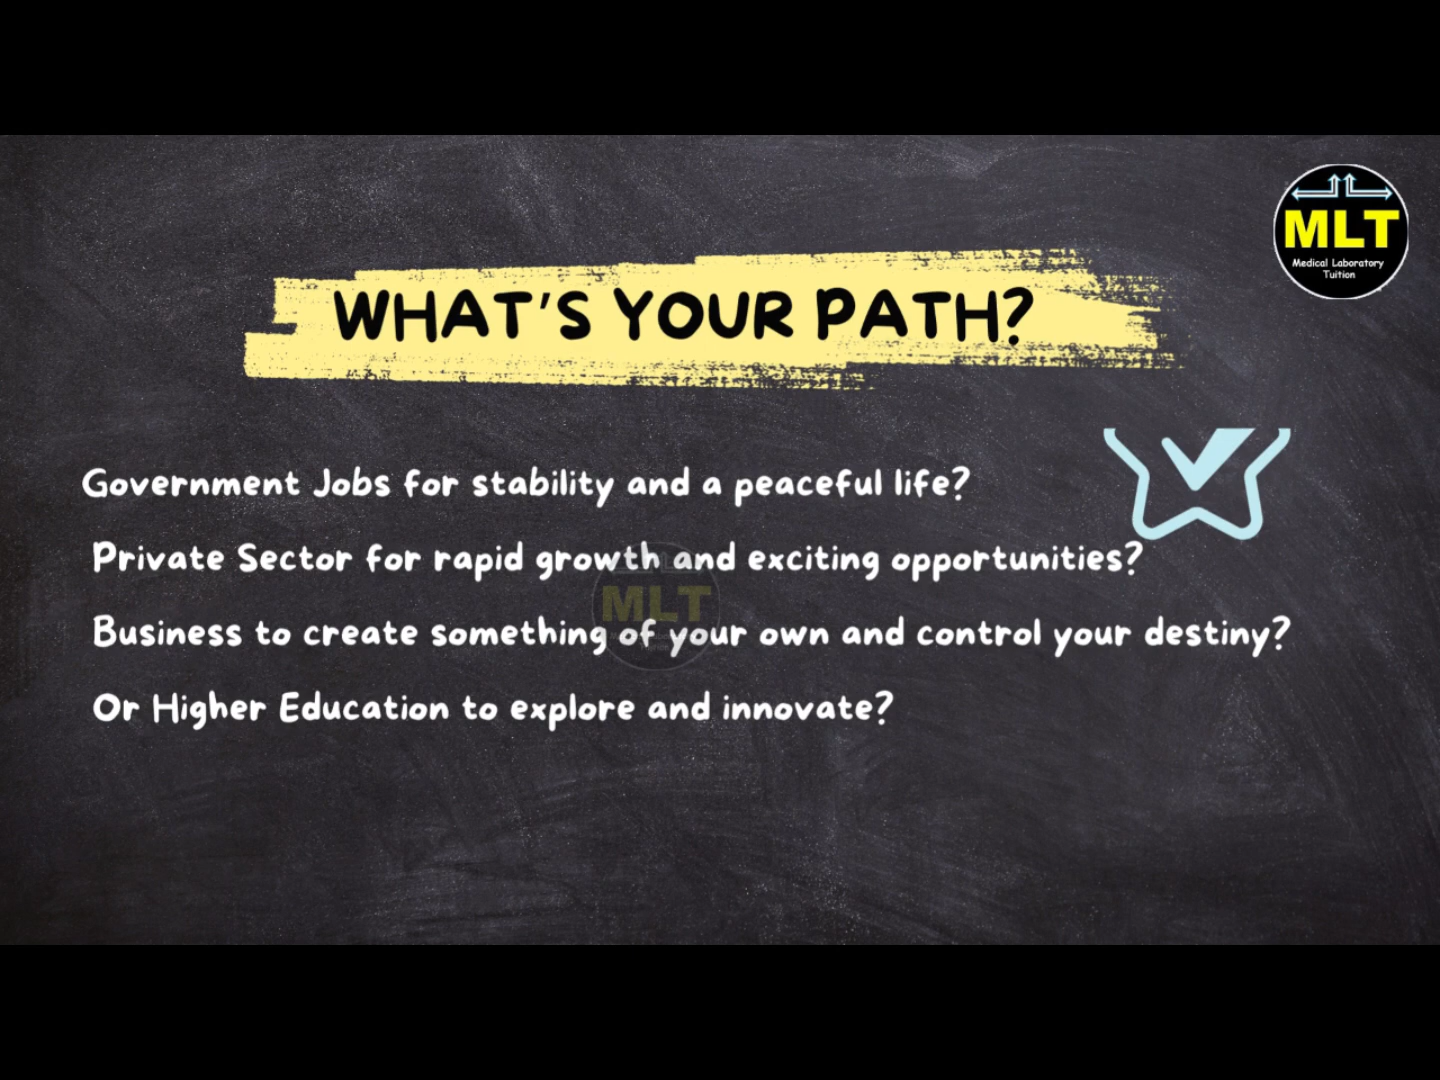 MLT
Medical Laboratory
Tuition
WHAT'S YOUR PATH?
Government Jobs for stability and a peaceful life?
Private Sector for rapid growth and exciting opportunities?
Business to create something of your own and control your destiny?
Or Higher Education to explore and innovate?
MLT